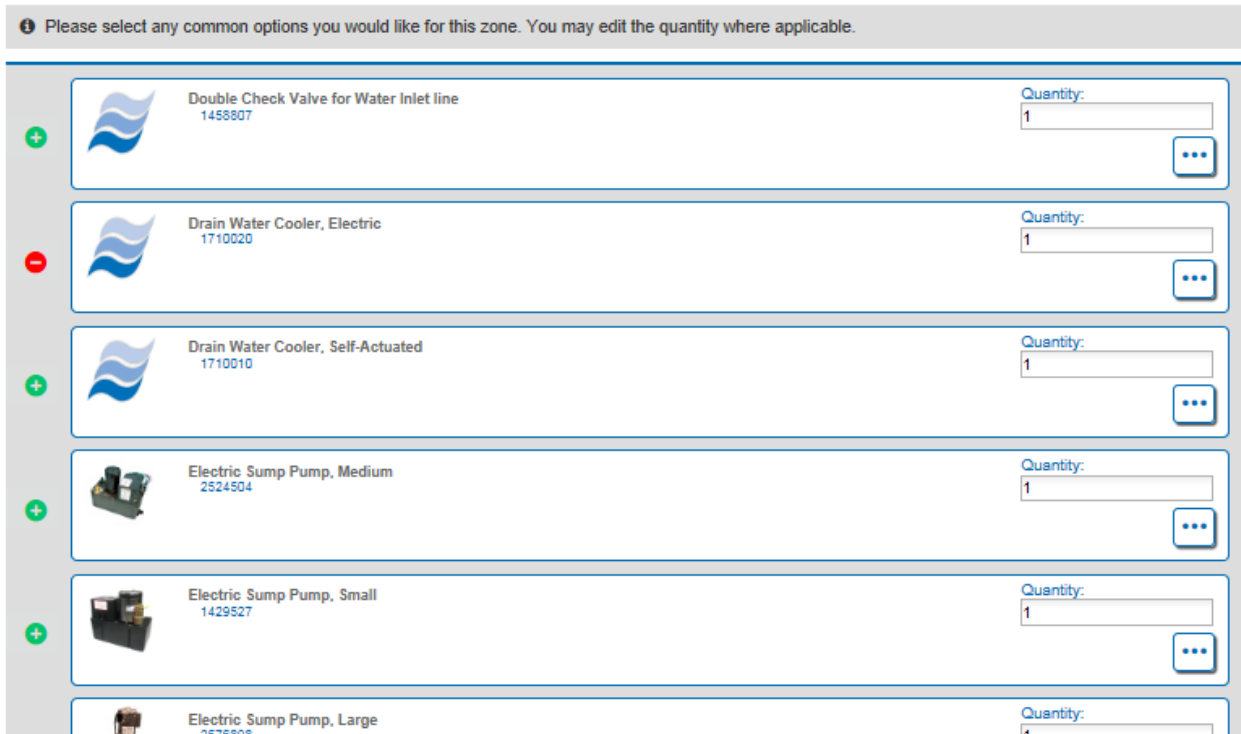 Please select any common options you would like for this zone. You may edit the quantity where applicable.
Double Check Valve for Water Inlet line
1458807
Quantity:
1
Drain Water Cooler, Electric
1710020
Quantity:
1
Drain Water Cooler, Self-Actuated
1710010
Quantity:
1
Electric Sump Pump, Medium
2524504
Quantity:
1
Electric Sump Pump, Small
1429527
Quantity:
1
Electric Sump Pump, Large
Quantity: